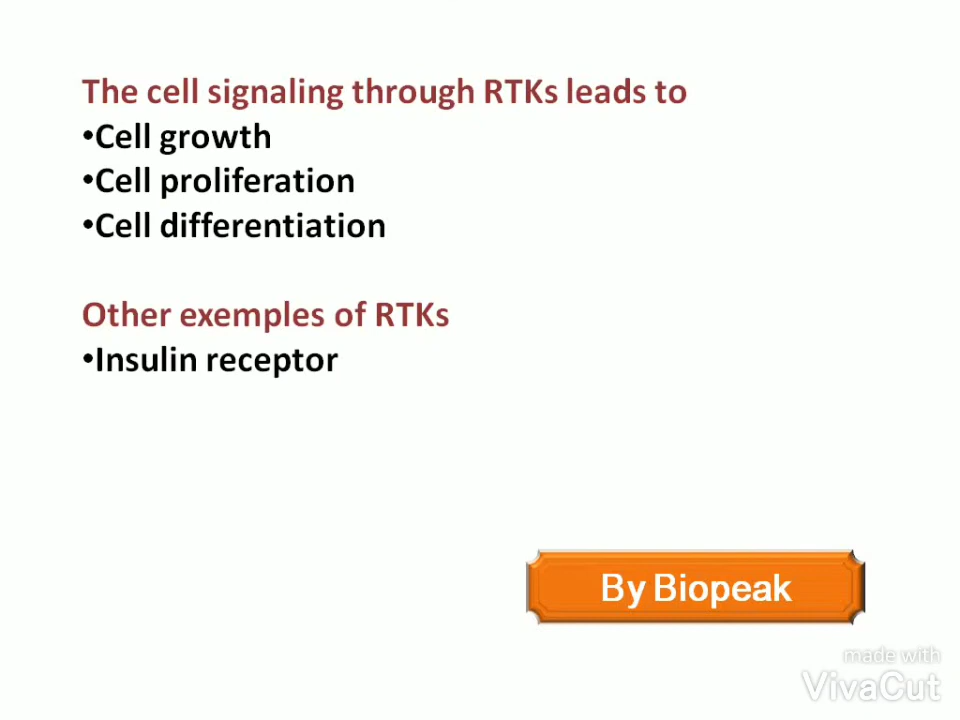 The cell signaling through RTKs leads to
•Cell growth
•Cell proliferation
•Cell differentiation
Other exemples of RTKs
•Insulin receptor
By Biopeak
made with
VivaCut